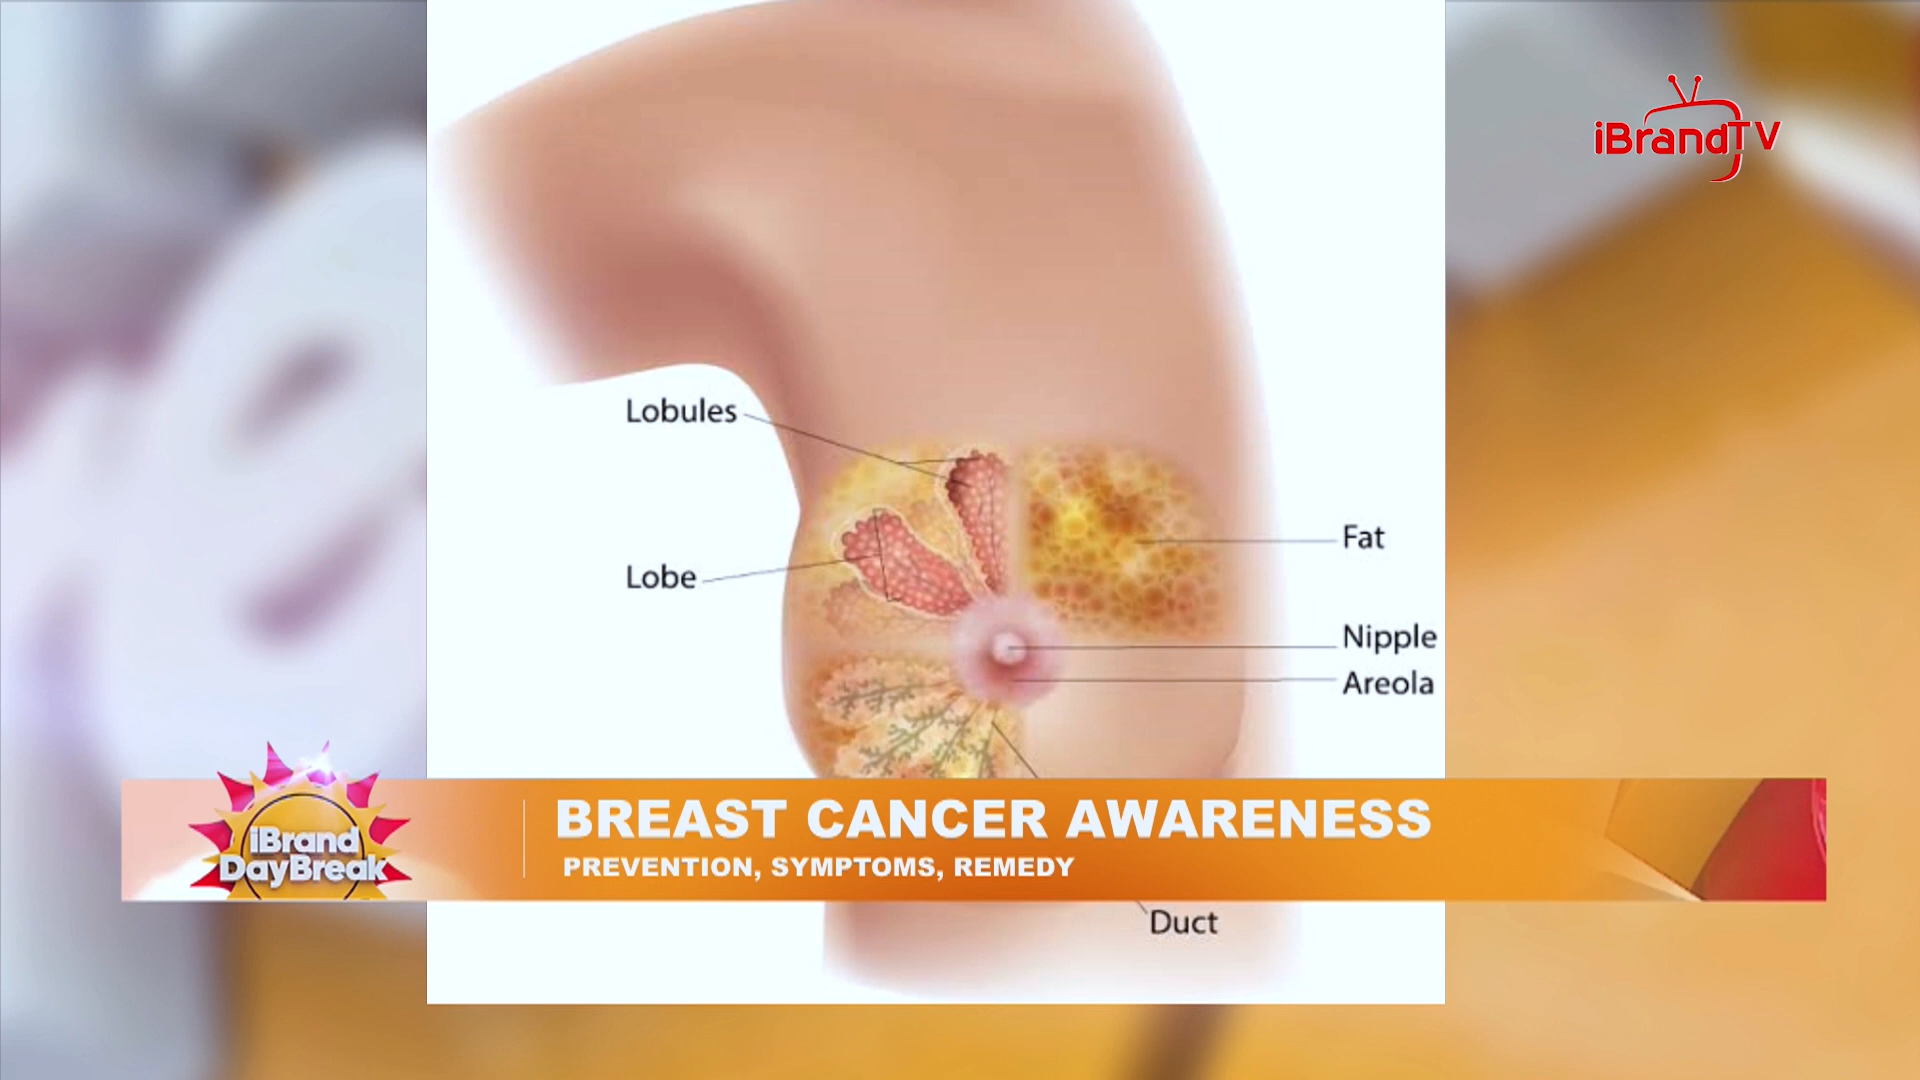 iBrandTV
Lobules
Fat
Lobe
Nipple
Areola
iBrand
DayBreak
BREAST CANCER AWARENESS
PREVENTION, SYMPTOMS, REMEDY
Duct